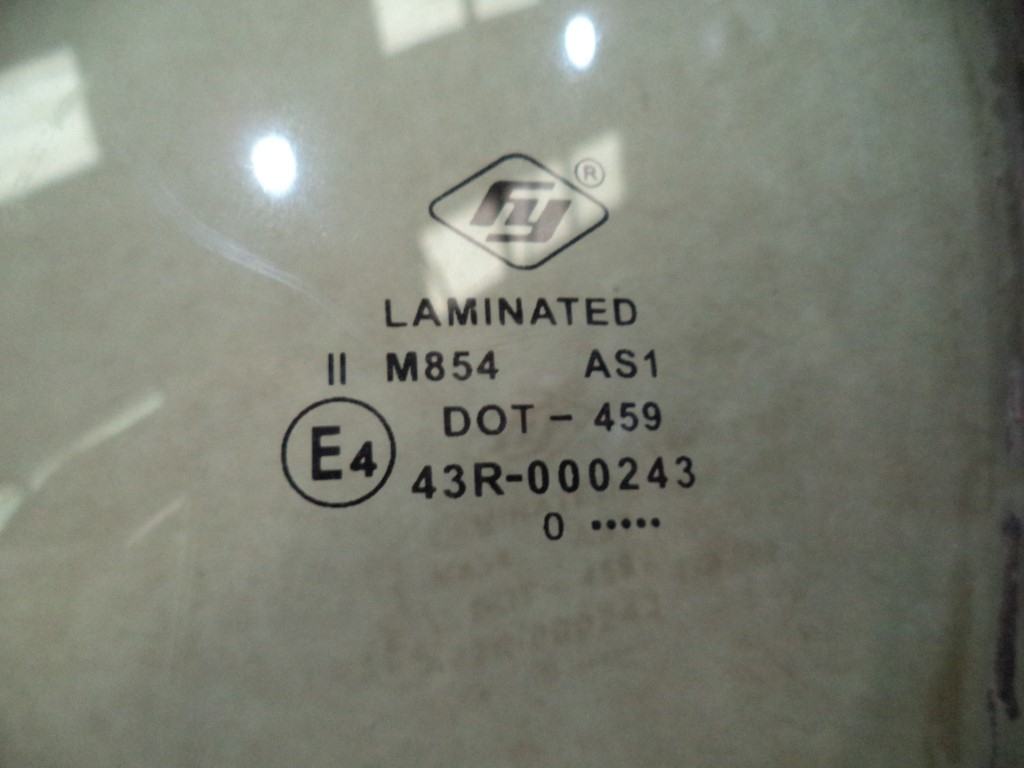 FY ®
LAMINATED
II M854 AS1
DOT - 459
E4 43R-000243
0 •••••